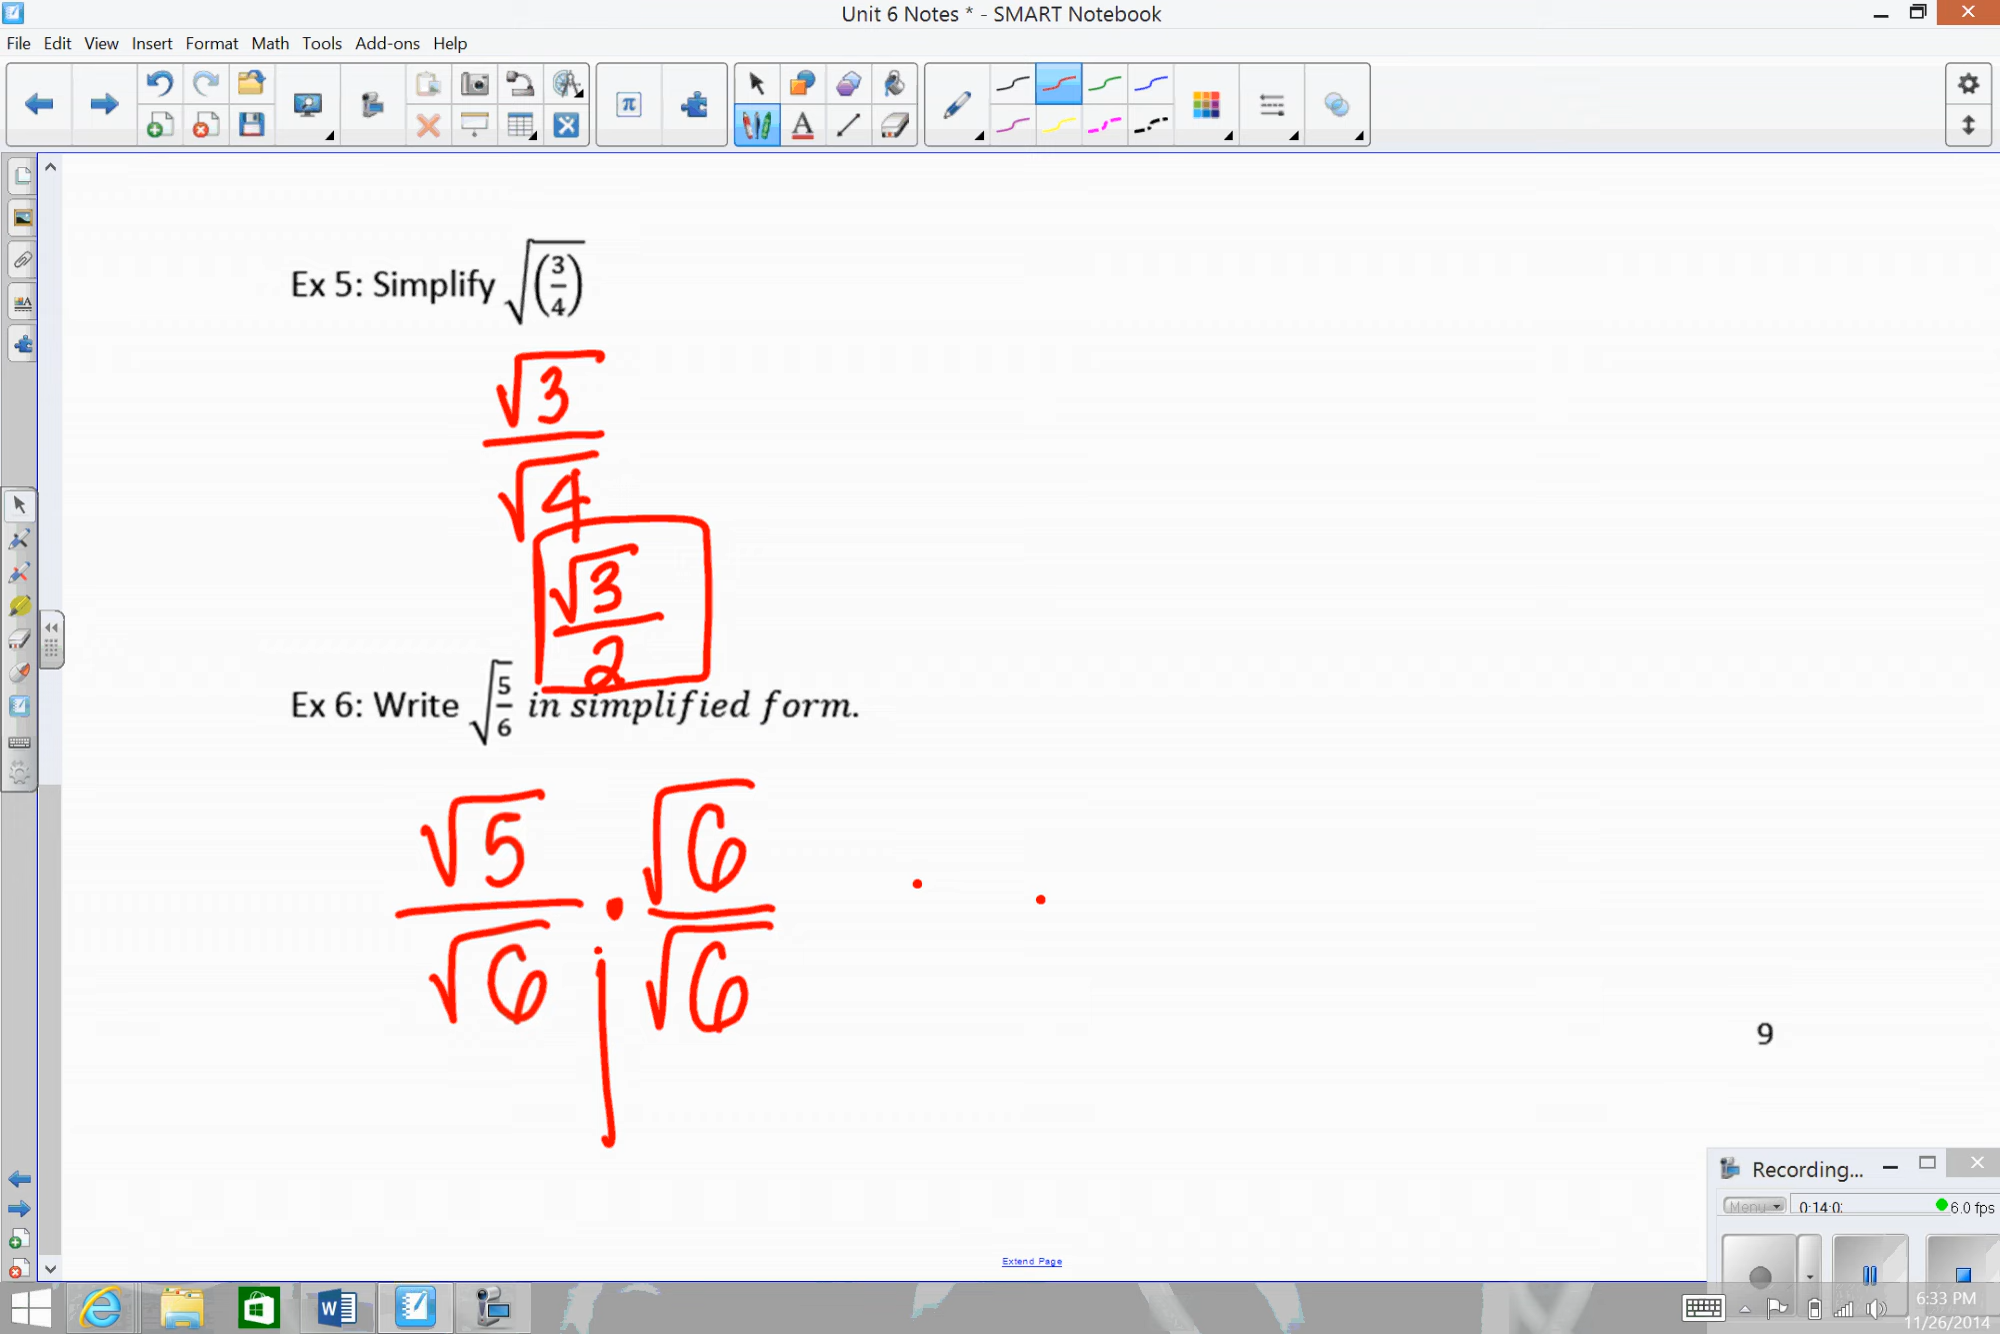 Unit 6 Notes * - SMART Notebook
File Edit View Insert Format Math Tools Add-ons Help
Ex 5: Simplify √(3/4)
√3
√4
√3
2
Ex 6: Write √5/6 in simplified form.
√5 · √6
√6 √6
9
Recording...
Menu 0:14:0 6.0 fps
Extend Page
6:33 PM
11/26/2014